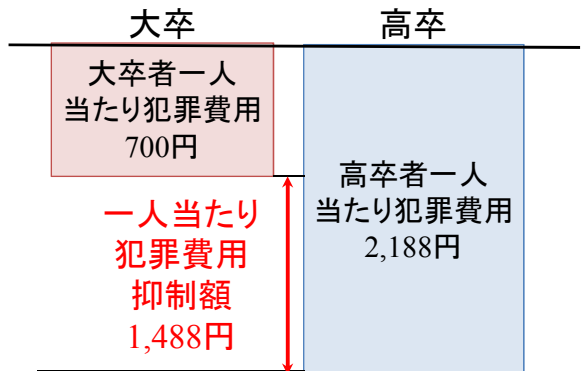 大卒
高卒
大卒者一人
当たり犯罪費用
700円
一人当たり
犯罪費用
抑制額
1,488円
高卒者一人
当たり犯罪費用
2,188円